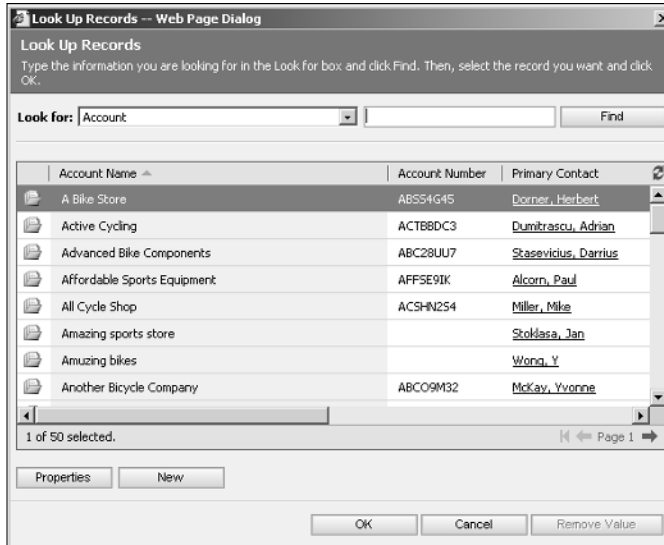 Look Up Records -- Web Page Dialog
Look Up Records
Type the information you are looking for in the Look for box and click Find. Then, select the record you want and click
OK.
Look for: Account Find
Account Name Account Number Primary Contact
A Bike Store ABSS4G45 Dorner, Herbert
Active Cycling ACTBBDC3 Dumitrascu, Adrian
Advanced Bike Components ABC28UU7 Stasevicius, Darrius
Affordable Sports Equipment AFFSE9IK Alcorn, Paul
All Cycle Shop ACSHN2S4 Miller, Mike
Amazing sports store Stoklasa, Jan
Amuzing bikes Wong, Y
Another Bicycle Company ABCO9M32 McKay, Yvonne
1 of 50 selected. Page 1
Properties New
OK Cancel Remove Value